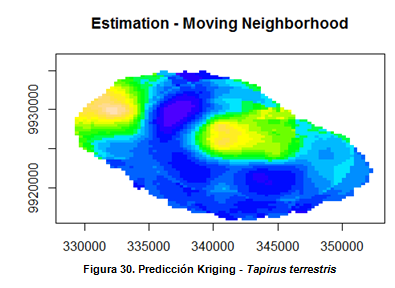 Estimation - Moving Neighborhood
9930000
9920000
330000 335000 340000 345000 350000
Figura 30. Predicción Kriging - Tapirus terrestris